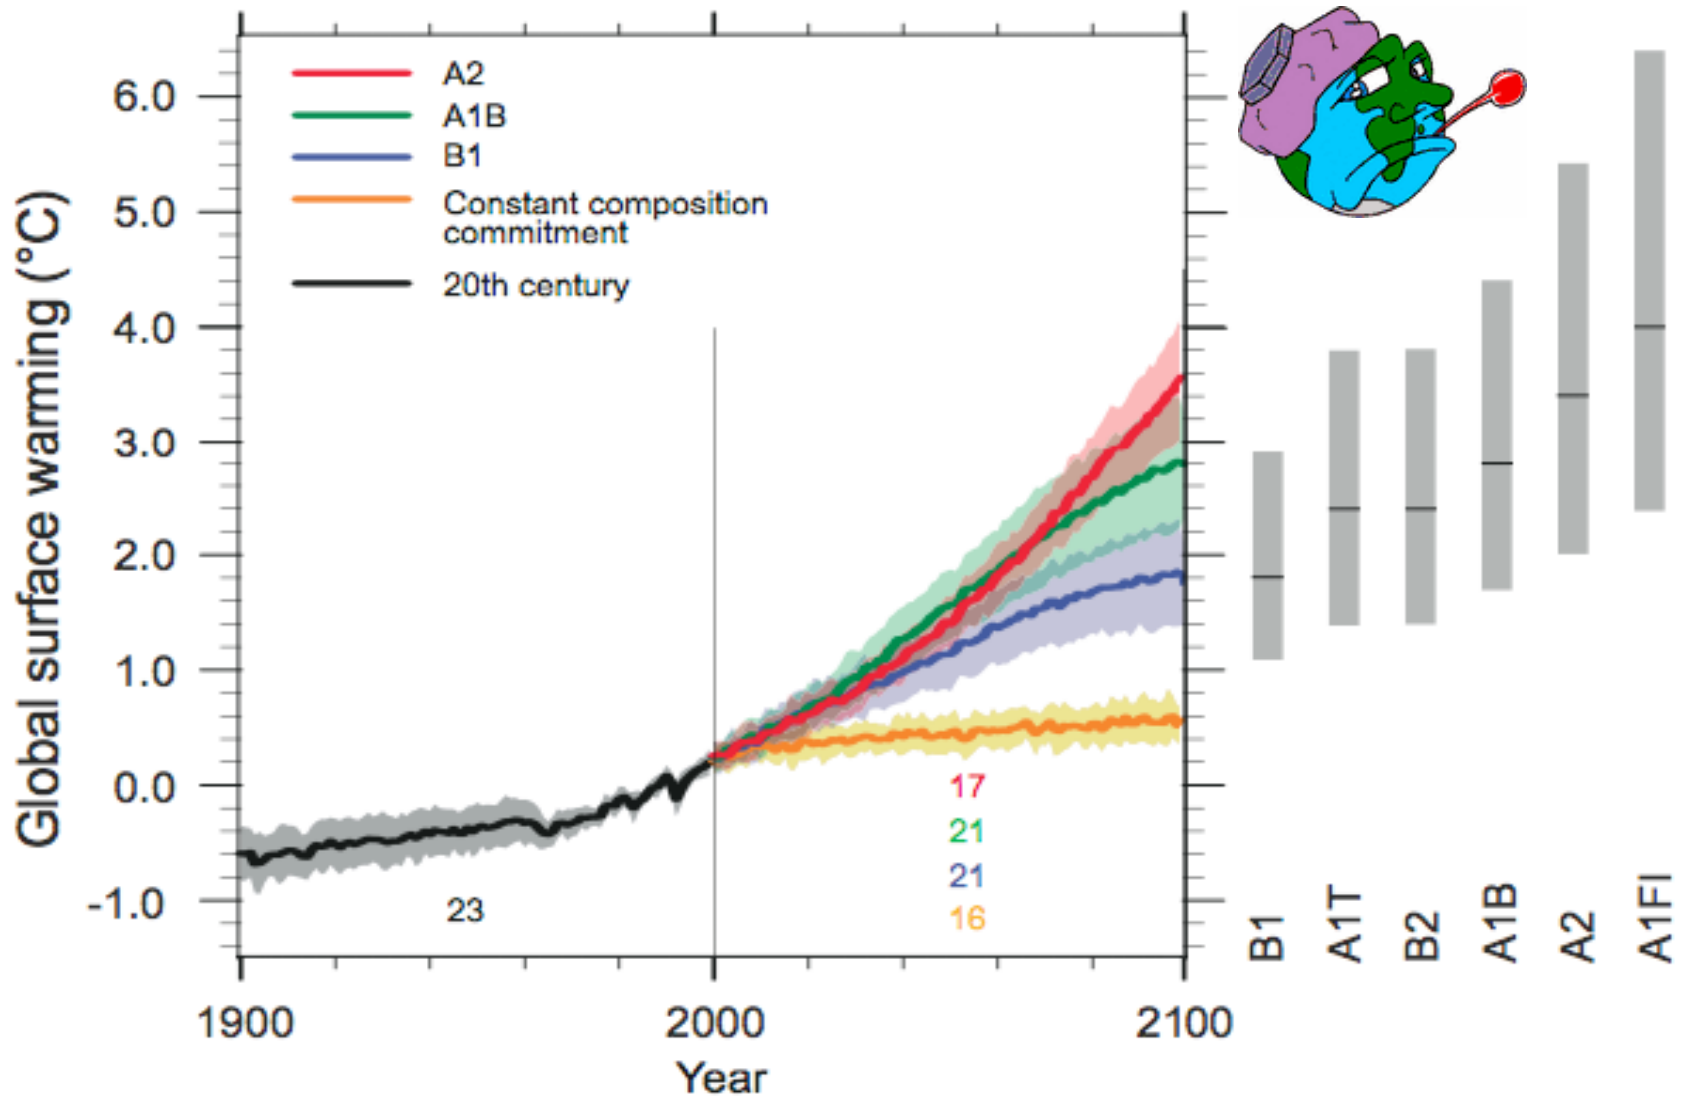 A2
A1B
B1
Constant composition
commitment
20th century
Global surface warming (°C)
6.0
5.0
4.0
3.0
2.0
1.0
0.0
-1.0
23
17
21
21
16
1900
2000
2100
Year
B1
A1T
B2
A1B
A2
A1FI